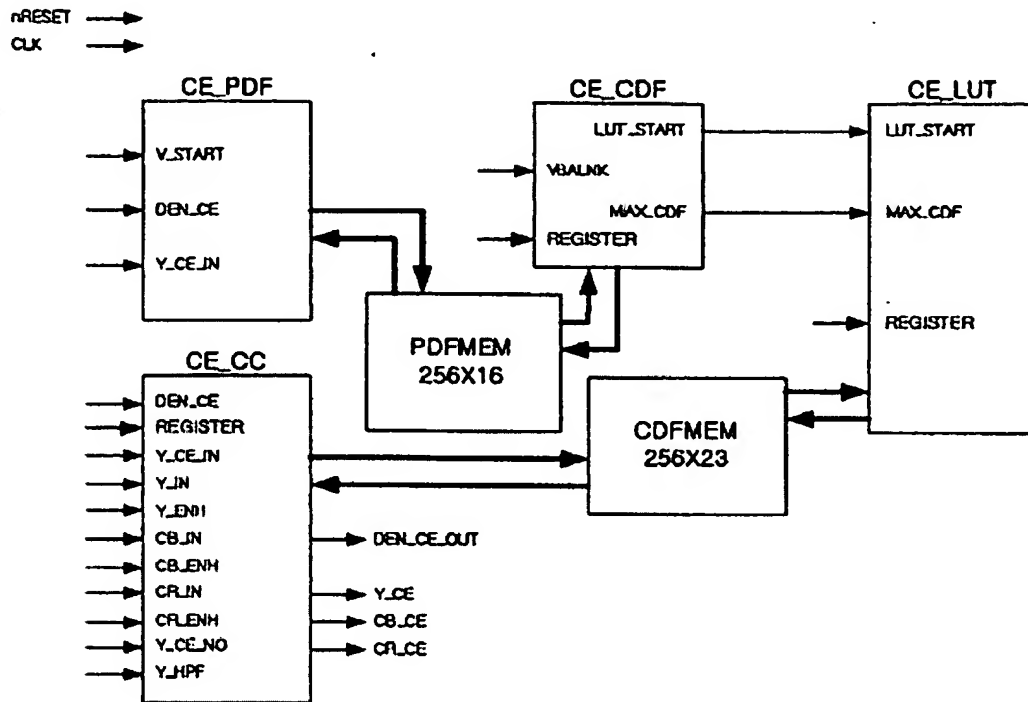 nRESET
CLK
CE_PDF
V_START
DEN_CE
Y_CE_IN
CE_CDF
LUT_START
VBALNK
MAX_CDF
REGISTER
CE_LUT
LUT_START
MAX_CDF
REGISTER
PDFMEM
256X16
CDFMEM
256X23
CE_CC
DEN_CE
REGISTER
Y_CE_IN
Y_IN
Y_ENH
CB_IN
CB_ENH
CR_IN
CR_ENH
Y_CE_NO
Y_HPF
DEN_CE_OUT
Y_CE
CB_CE
CR_CE